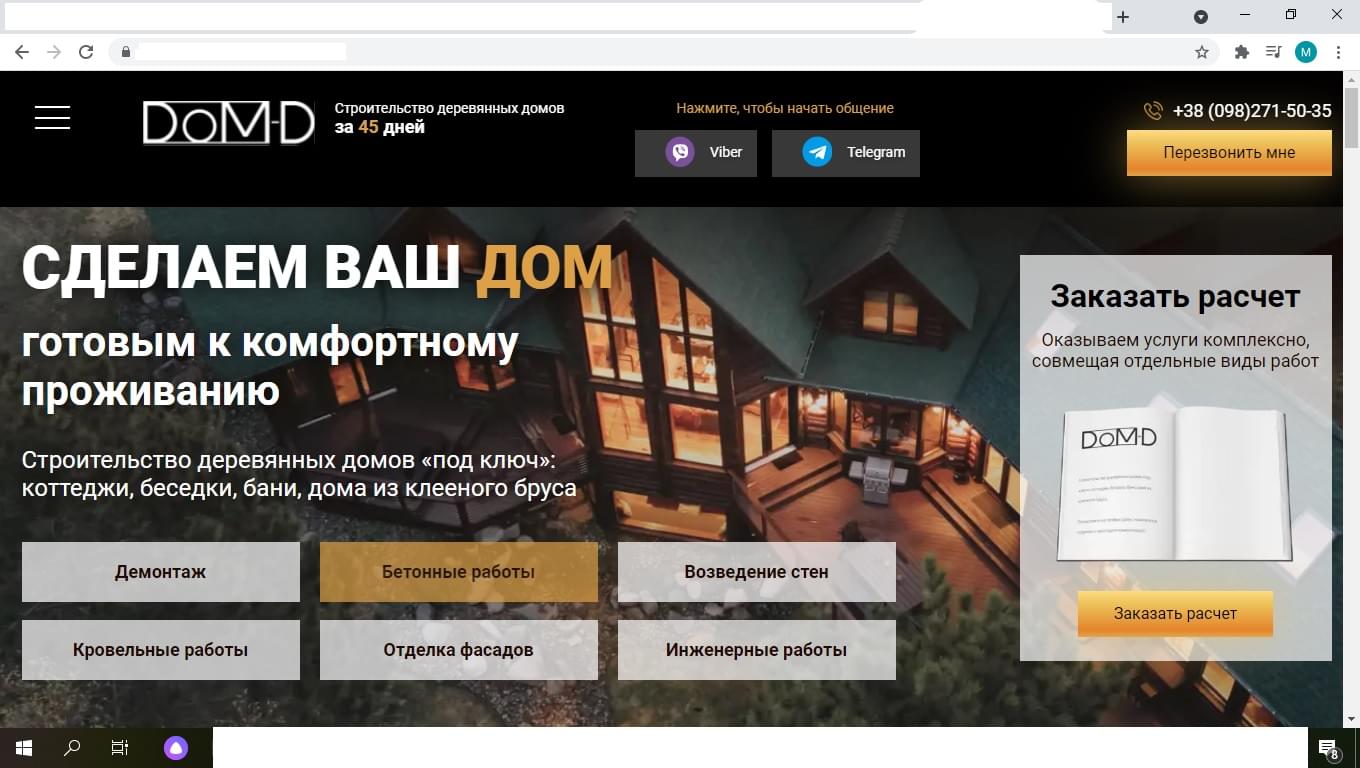 M
DOM-D
Строительство деревянных домов
за 45 дней
Нажмите, чтобы начать общение
Viber
Telegram
+38 (098)271-50-35
Перезвонить мне
СДЕЛАЕМ ВАШ ДОМ
готовым к комфортному
проживанию
Строительство деревянных домов «под ключ»:
коттеджи, беседки, бани, дома из клееного бруса
Демонтаж
Бетонные работы
Возведение стен
Кровельные работы
Отделка фасадов
Инженерные работы
Заказать расчет
Оказываем услуги комплексно,
совмещая отдельные виды работ
DOM-D
Заказать расчет
8